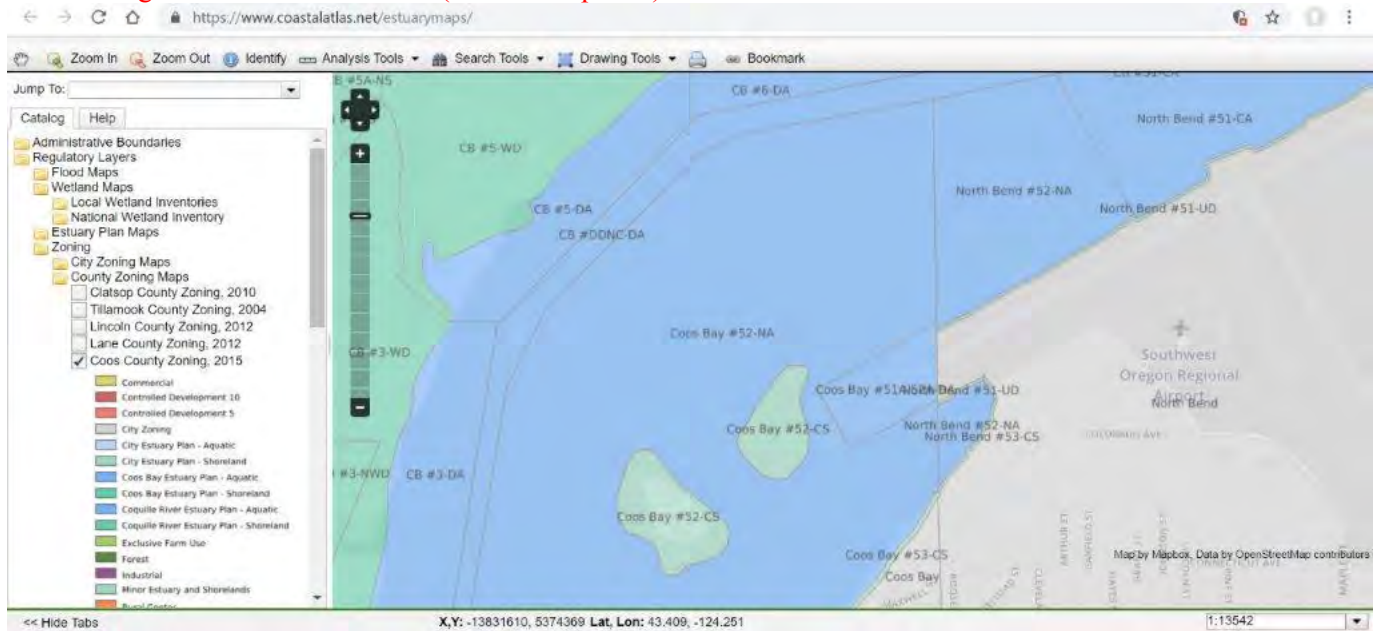 https://www.coastalatlas.net/estuarymaps/
Zoom In Zoom Out Identify Analysis Tools Search Tools Drawing Tools Bookmark
Jump To:
Catalog Help
Administrative Boundaries
Regulatory Layers
Flood Maps
Wetland Maps
Local Wetland Inventories
National Wetland Inventory
Estuary Plan Maps
Zoning
City Zoning Maps
County Zoning Maps
Clatsop County Zoning, 2010
Tillamook County Zoning, 2004
Lincoln County Zoning, 2012
Lane County Zoning, 2012
Coos County Zoning, 2015
Commercial
Controlled Development 10
Controlled Development 5
City Zoning
City Estuary Plan - Aquatic
City Estuary Plan - Shoreland
Coos Bay Estuary Plan - Aquatic
Coos Bay Estuary Plan - Shoreland
Coquille River Estuary Plan - Aquatic
Coquille River Estuary Plan - Shoreland
Exclusive Farm Use
Forest
Industrial
Minor Estuary and Shorelands
CB #6-DA
North Bend #51-CA
CB #5-WD
North Bend #52-NA
CB #5-DA
North Bend #51-UD
CB #DDNC-DA
Coos Bay #52-NA
Southwest
Oregon Regional
Airport
North Bend
Coos Bay #52-CS
North Bend #52-NA
North Bend #53-CS
CB #3-DA
Coos Bay #52-CS
Coos Bay #53-CS
Coos Bay
ARTHUR ST
Map by Mapbox, Data by OpenStreetMap contributors
<< Hide Tabs
X,Y: -13831610, 5374369 Lat, Lon: 43.409, -124.251
1:13542